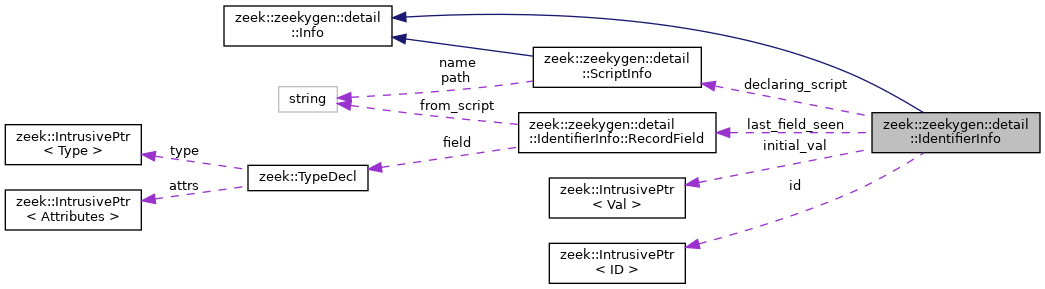 zeek::zeekygen::detail
::Info
zeek::zeekygen::detail
::ScriptInfo
name
path
string
from_script
declaring_script
zeek::zeekygen::detail
::IdentifierInfo::RecordField
last_field_seen
zeek::zeekygen::detail
::IdentifierInfo
initial_val
field
zeek::IntrusivePtr
< Type >
type
zeek::TypeDecl
attrs
zeek::IntrusivePtr
< Attributes >
zeek::IntrusivePtr
< Val >
id
zeek::IntrusivePtr
< ID >